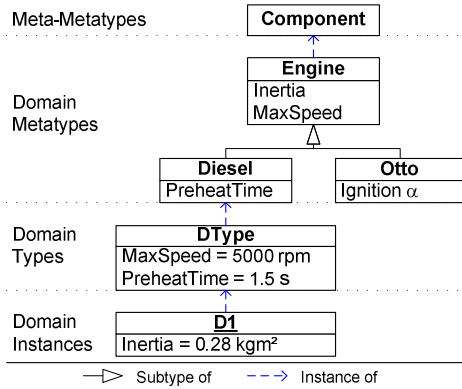 Meta-Metatypes
Component
Engine
Inertia
MaxSpeed
Domain
Metatypes
Diesel
PreheatTime
Otto
Ignition α
Domain
Types
DType
MaxSpeed = 5000 rpm
PreheatTime = 1.5 s
Domain
Instances
D1
Inertia = 0.28 kgm²
Subtype of
Instance of